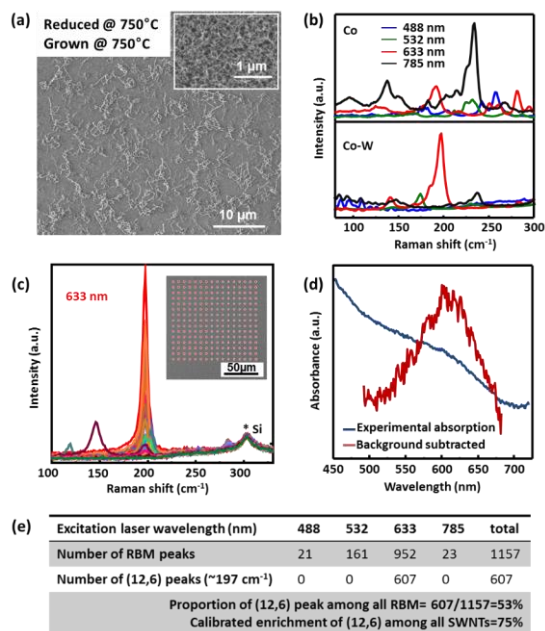 (a)
Reduced @ 750°C
Grown @ 750°C
1 μm
10 μm
(b)
Co
488 nm
532 nm
633 nm
785 nm
Co-W
Intensity (a.u.)
100 150 200 250 300
Raman shift (cm⁻¹)
(c)
633 nm
50μm
* Si
Intensity (a.u.)
100 150 200 250 300
Raman shift (cm⁻¹)
(d)
Absorbance (a.u.)
Experimental absorption
Background subtracted
450 500 550 600 650 700
Wavelength (nm)
(e)
Excitation laser wavelength (nm) 488 532 633 785 total
Number of RBM peaks 21 161 952 23 1157
Number of (12,6) peaks (~197 cm⁻¹) 0 0 607 0 607
Proportion of (12,6) peak among all RBM= 607/1157=53%
Calibrated enrichment of (12,6) among all SWNTs=75%